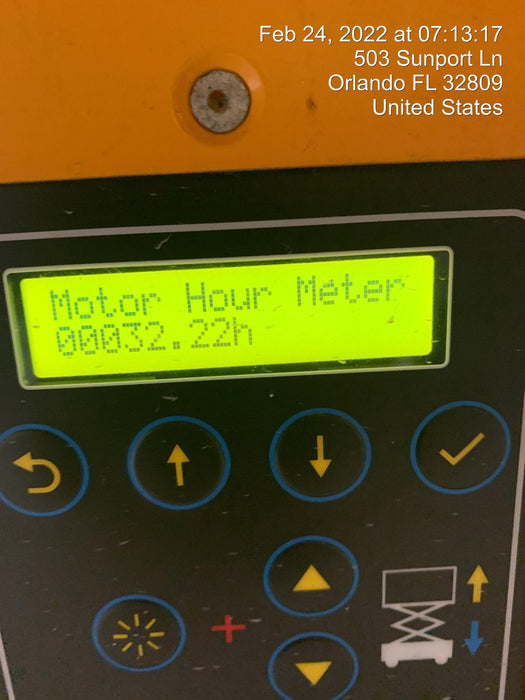 Feb 24, 2022 at 07:13:17
503 Sunport Ln
Orlando FL 32809
United States
Motor Hour Meter
00032.22h